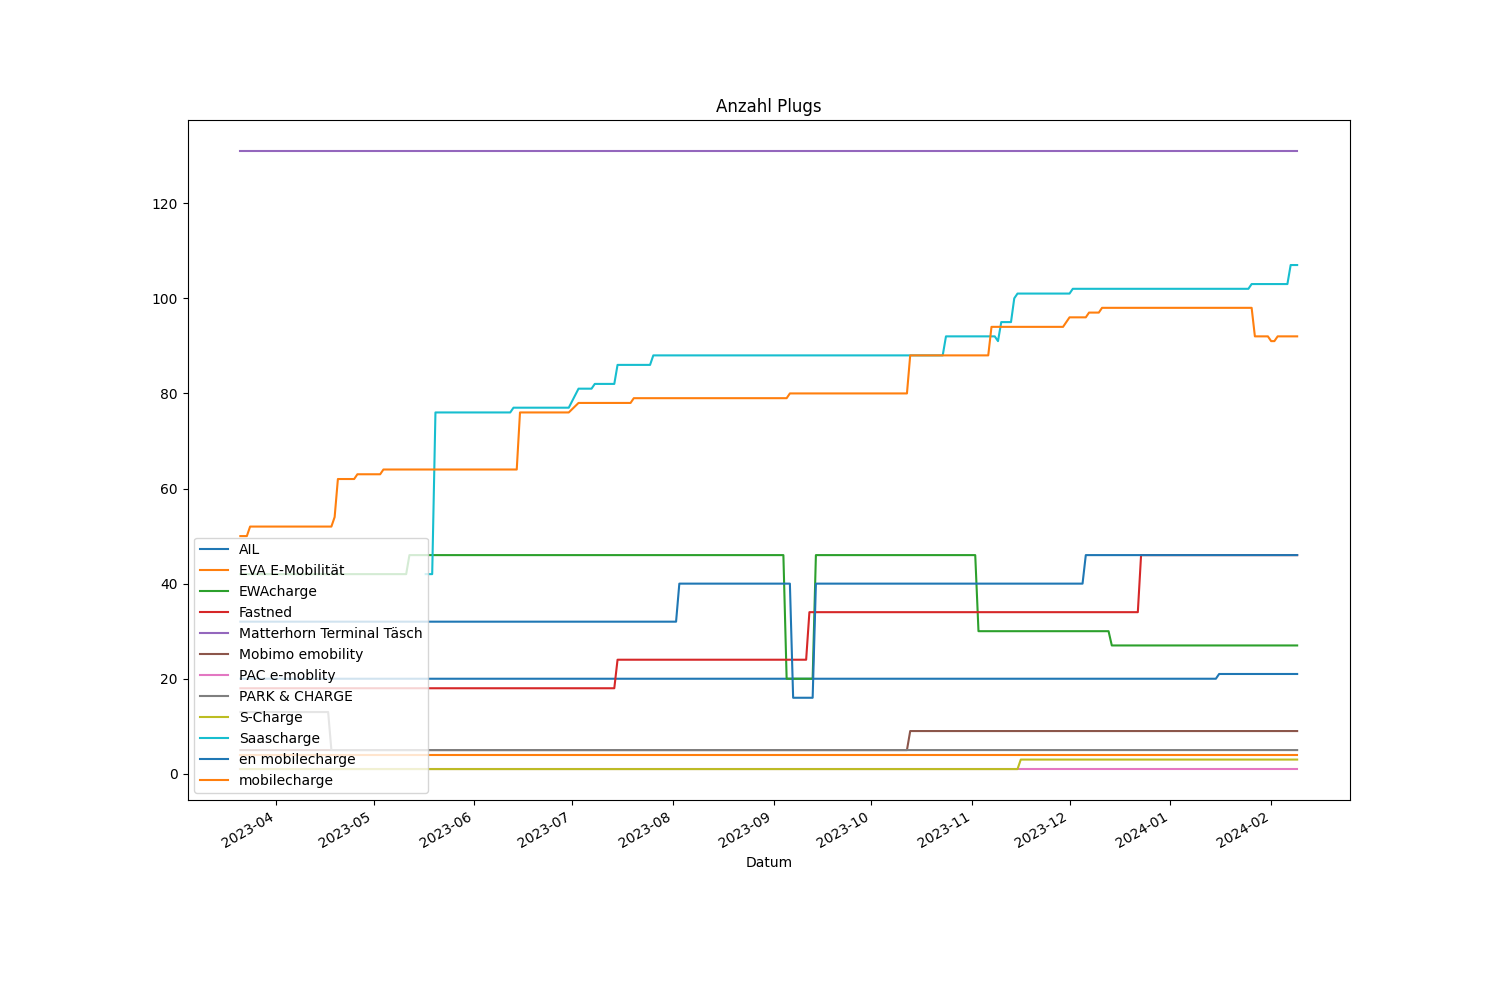 Anzahl Plugs
120
100
80
60
40
20
0
AIL
EVA E-Mobilität
EWAcharge
Fastned
Matterhorn Terminal Täsch
Mobimo emobility
PAC e-moblity
PARK & CHARGE
S-Charge
Saascharge
en mobilecharge
mobilecharge
2023-04
2023-05
2023-06
2023-07
2023-08
2023-09
2023-10
2023-11
2023-12
2024-01
2024-02
Datum